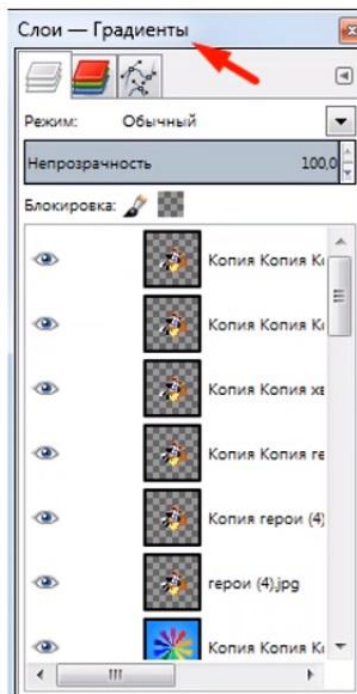 Слои — Градиенты
Режим: Обычный
Непрозрачность 100,0
Блокировка:
Копия Копия Ко
Копия Копия Ко
Копия Копия хв
Копия Копия ге
Копия герои (4)
герои (4).jpg
Копия Копия Ко